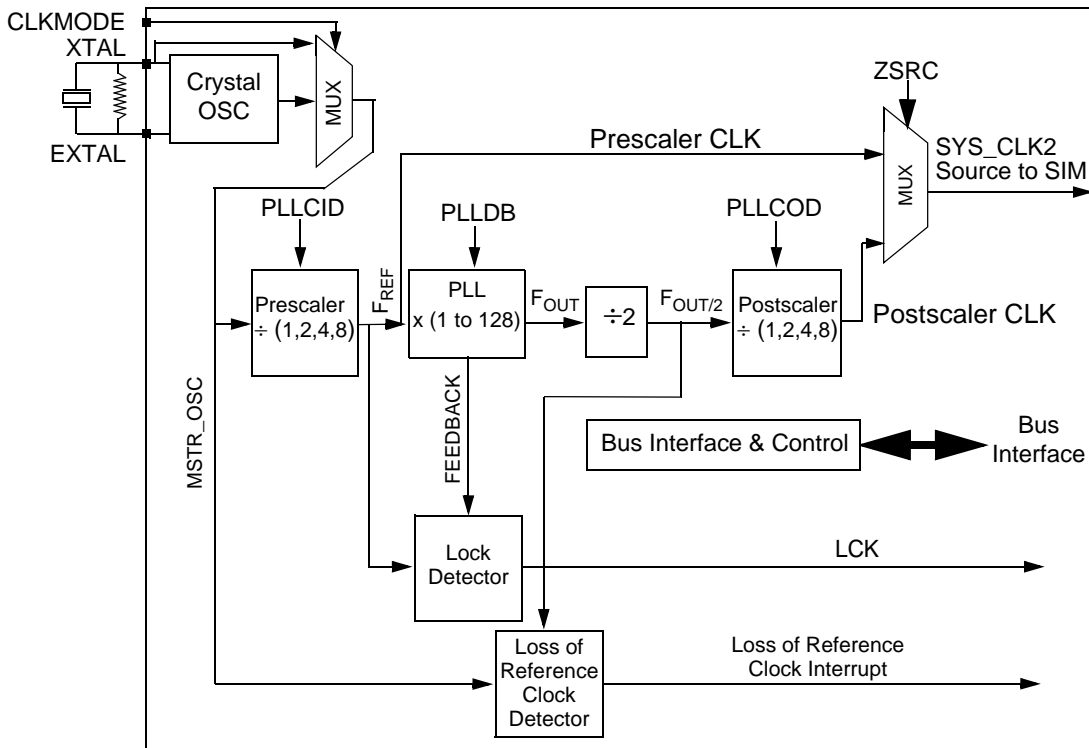 CLKMODE
XTAL
EXTAL
Crystal
OSC
MUX
ZSRC
Prescaler CLK
MUX
SYS_CLK2
Source to SIM
PLLCID
PLLDB
PLLCOD
Prescaler
÷ (1,2,4,8)
FREF
PLL
x (1 to 128)
FOUT
÷2
FOUT/2
Postscaler
÷ (1,2,4,8)
Postscaler CLK
MSTR_OSC
FEEDBACK
Bus Interface & Control
Bus
Interface
Lock
Detector
LCK
Loss of
Reference
Clock
Detector
Loss of Reference
Clock Interrupt